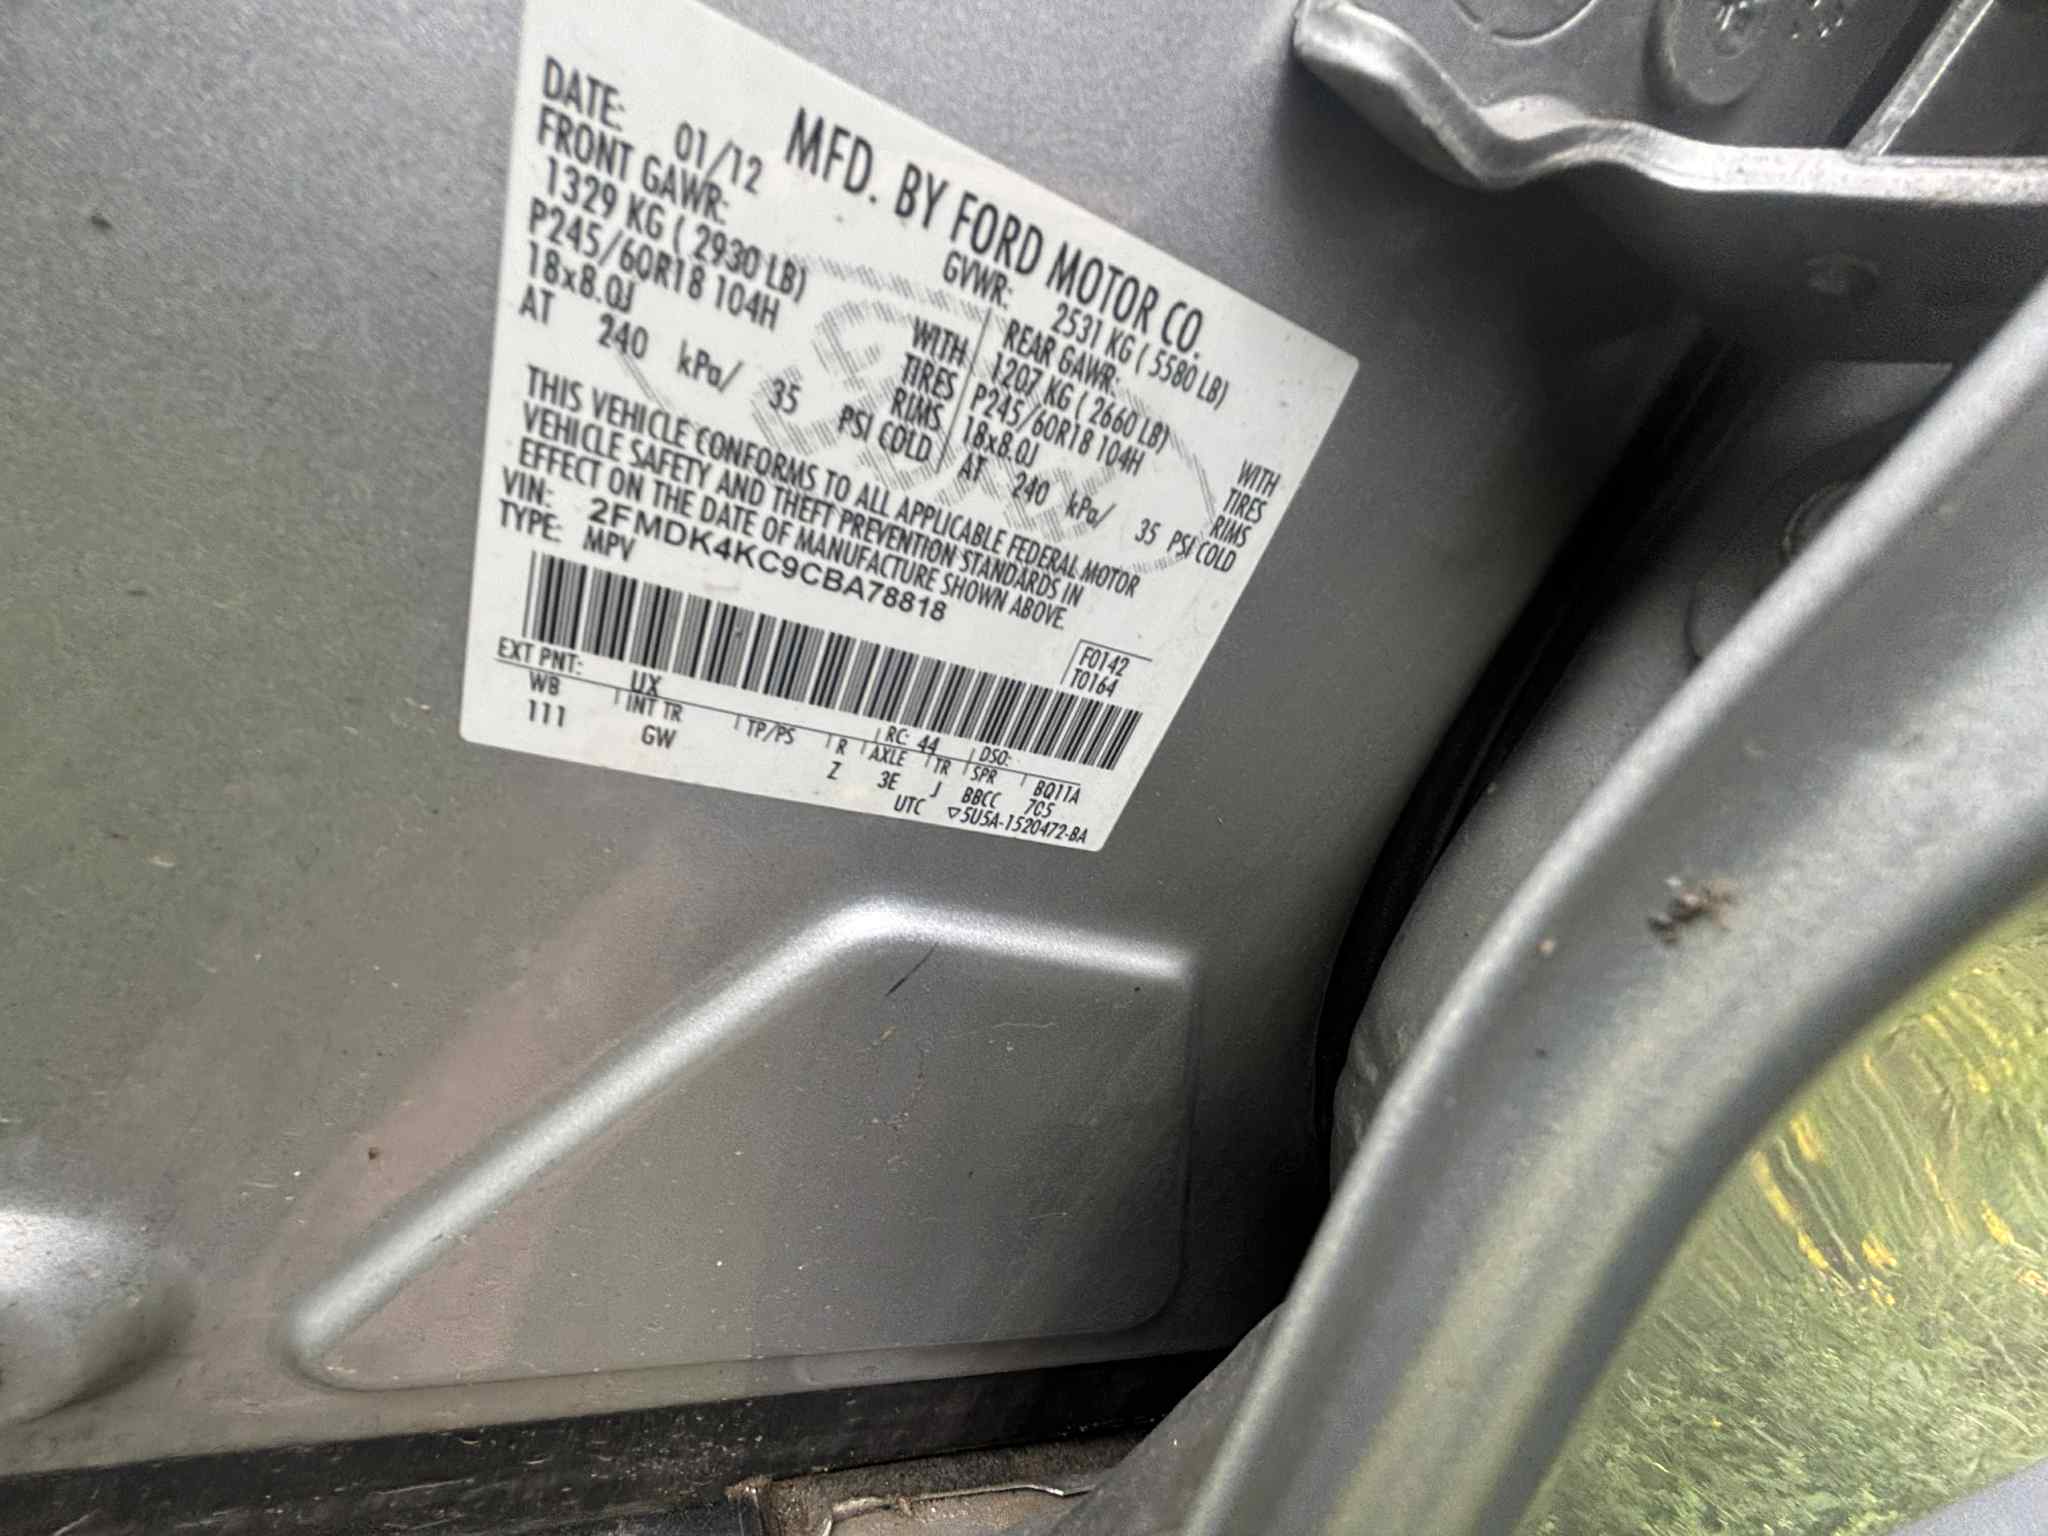 MFD. BY FORD MOTOR CO.
DATE: 01/12
GVWR: 2531 KG ( 5580 LB)
FRONT GAWR:
1329 KG ( 2930 LB)
WITH
P245/60R18 104H
TIRES
18x8.0J
RIMS
AT 240 kPa/ 35 PSI COLD
REAR GAWR:
1207 KG ( 2660 LB)
WITH
P245/60R18 104H
TIRES
18x8.0J
RIMS
AT 240 kPa/ 35 PSI COLD
THIS VEHICLE CONFORMS TO ALL APPLICABLE FEDERAL MOTOR
VEHICLE SAFETY AND THEFT PREVENTION STANDARDS IN
EFFECT ON THE DATE OF MANUFACTURE SHOWN ABOVE.
VIN: 2FMDK4KC9CBA78818
TYPE: MPV
F0142
T0164
EXT PNT: UX
RC: 44
DSO:
WB
INT TR
TP/PS
R
AXLE
TR
SPR
BQ11A
111
GW
Z
3E
J
BBCC
7C5
UTC
▽5U5A-1520472-BA